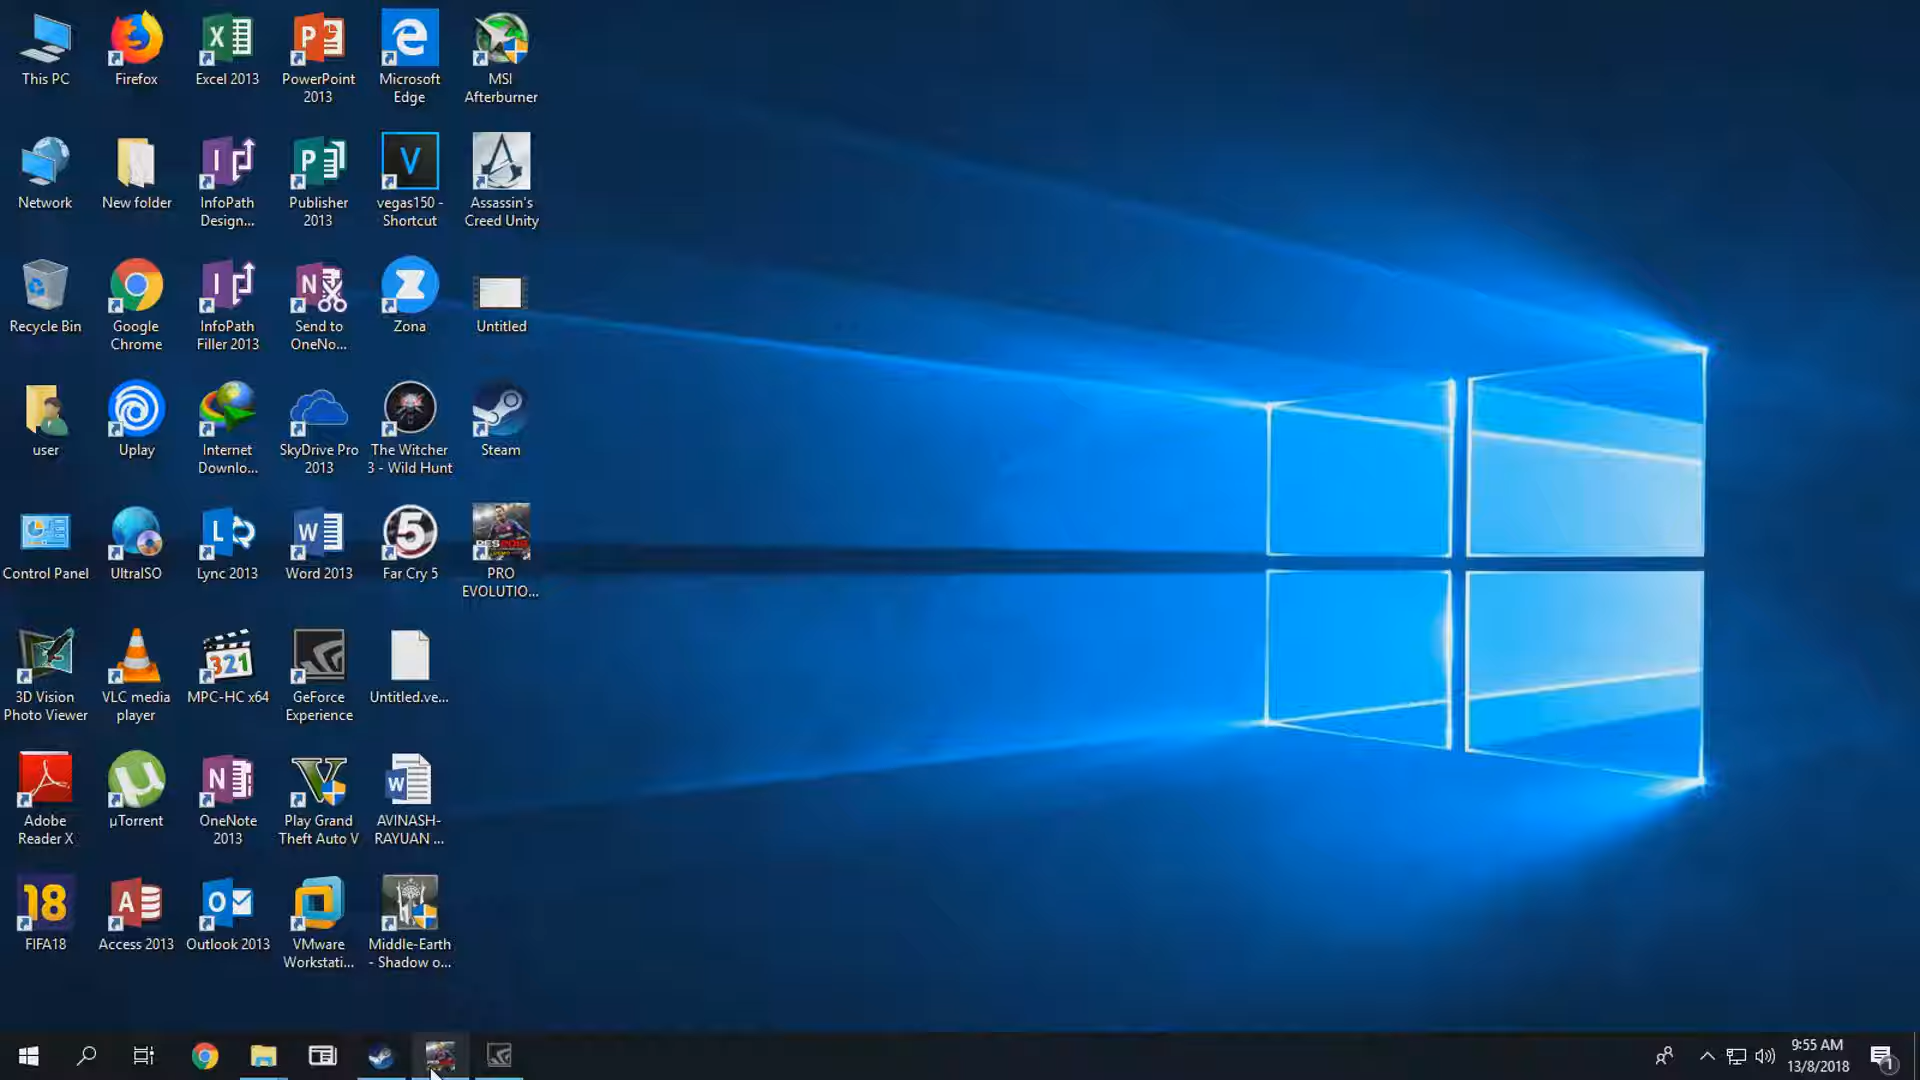 This PC
Firefox
Excel 2013
PowerPoint
2013
Microsoft
Edge
MSI
Afterburner
Network
New folder
InfoPath
Design...
Publisher
2013
vegas150 -
Shortcut
Assassin's
Creed Unity
Recycle Bin
Google
Chrome
InfoPath
Filler 2013
Send to
OneNo...
Zona
Untitled
user
Uplay
Internet
Downlo...
SkyDrive Pro
2013
The Witcher
3 - Wild Hunt
Steam
Control Panel
UltraISO
Lync 2013
Word 2013
Far Cry 5
PRO
EVOLUTIO...
3D Vision
Photo Viewer
VLC media
player
MPC-HC x64
GeForce
Experience
Untitled.ve...
Adobe
Reader X
µTorrent
OneNote
2013
Play Grand
Theft Auto V
AVINASH-
RAYUAN ...
18
FIFA18
Access 2013
Outlook 2013
VMware
Workstati...
Middle-Earth
- Shadow o...
9:55 AM
13/8/2018
1